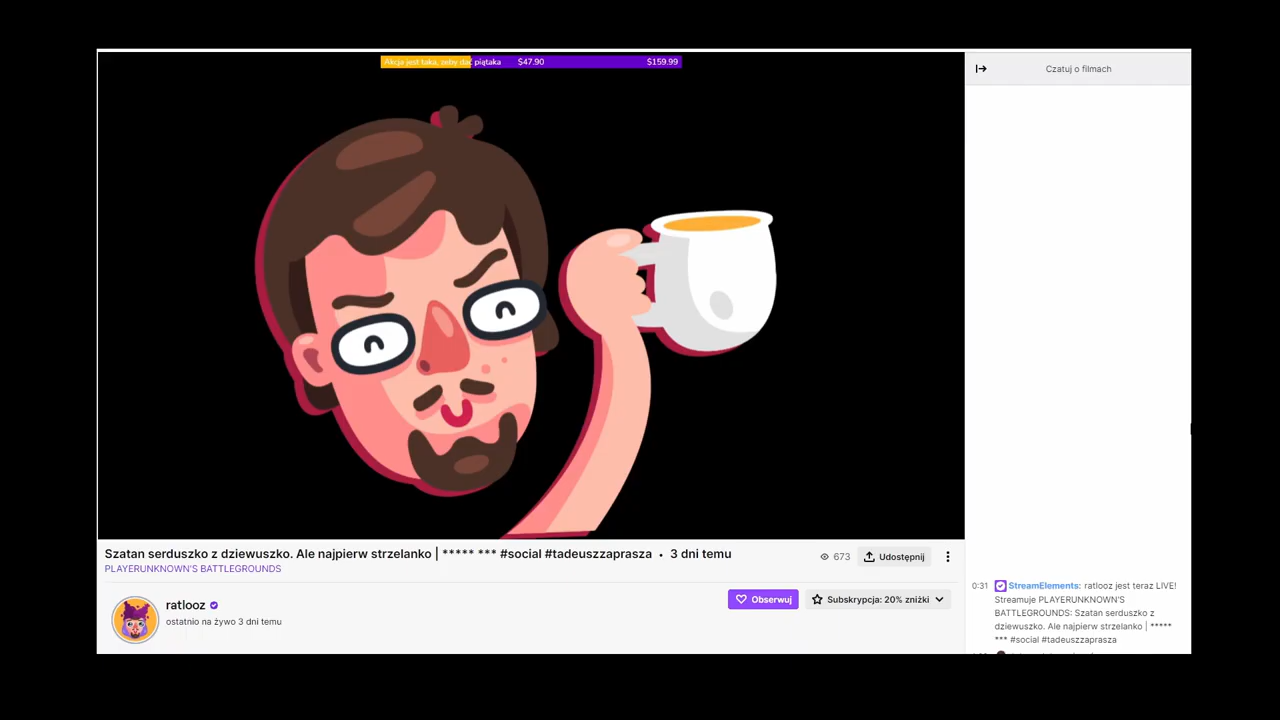 Akcja jest taka, żeby dać piątaka $47.90 $159.99
Czatuj o filmach
Szatan serduszko z dziewuszko. Ale najpierw strzelanko | ***** *** #social #tadeuszzaprasza • 3 dni temu
673
Udostępnij
PLAYERUNKNOWN'S BATTLEGROUNDS
ratlooz
ostatnio na żywo 3 dni temu
Obserwuj
Subskrypcja: 20% zniżki
0:31 StreamElements: ratlooz jest teraz LIVE!
Streamuje PLAYERUNKNOWN'S
BATTLEGROUNDS: Szatan serduszko z
dziewuszko. Ale najpierw strzelanko | *****
*** #social #tadeuszzaprasza